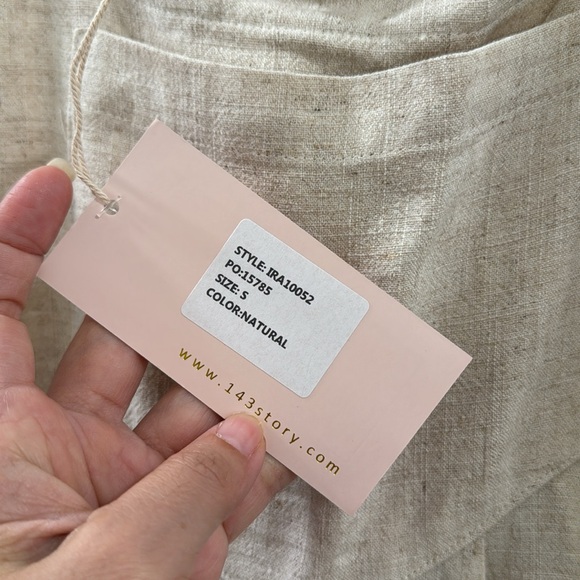 STYLE: IRA10052
PO:15785
SIZE: S
COLOR:NATURAL
www.143story.com